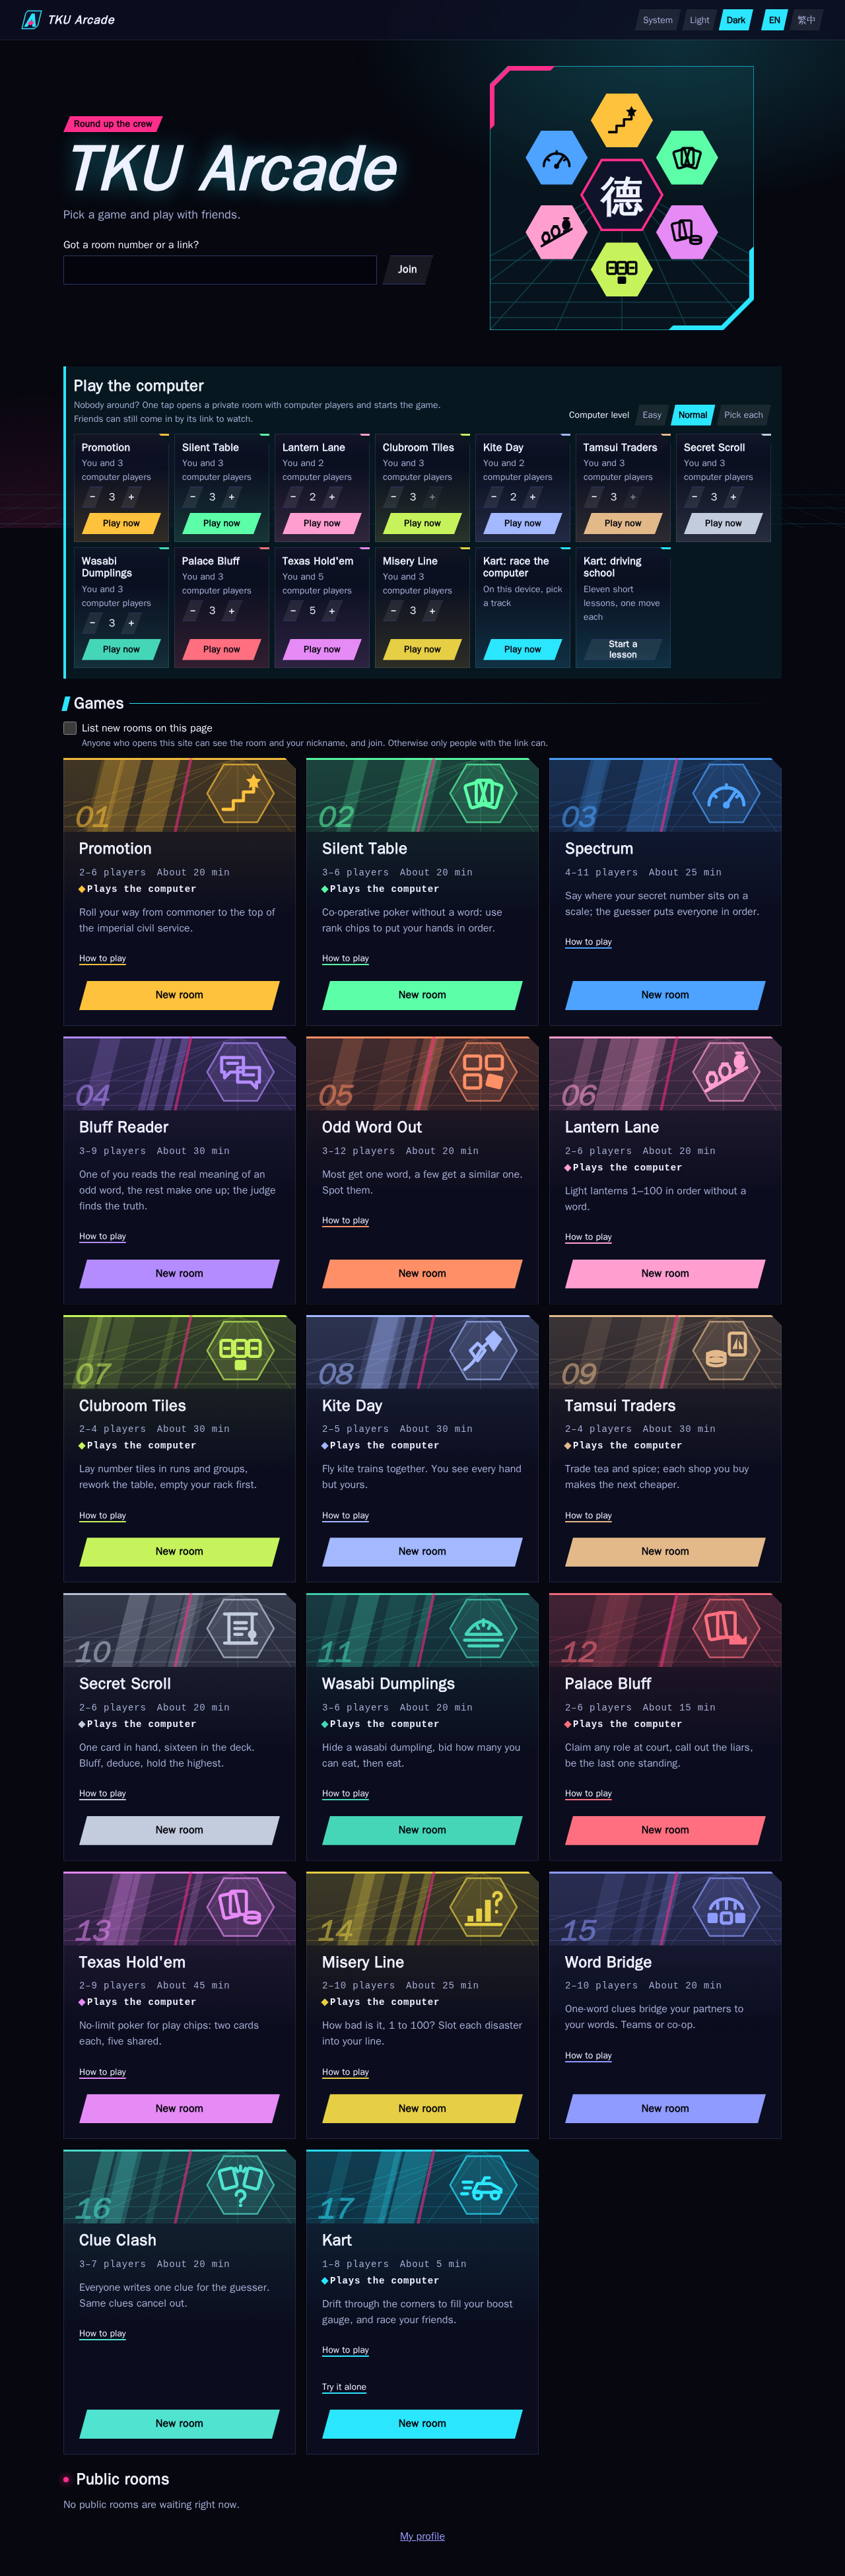 TKU Arcade
System
Light
Dark
EN
繁中
Round up the crew
TKU Arcade
Pick a game and play with friends.
Got a room number or a link?
Join
德
Play the computer
Nobody around? One tap opens a private room with computer players and starts the game.
Friends can still come in by its link to watch.
Computer level
Easy
Normal
Pick each
Promotion
You and 3
computer players
− 3 +
Play now
Silent Table
You and 3
computer players
− 3 +
Play now
Lantern Lane
You and 2
computer players
− 2 +
Play now
Clubroom Tiles
You and 3
computer players
− 3 +
Play now
Kite Day
You and 2
computer players
− 2 +
Play now
Tamsui Traders
You and 3
computer players
− 3 +
Play now
Secret Scroll
You and 3
computer players
− 3 +
Play now
Wasabi
Dumplings
You and 3
computer players
− 3 +
Play now
Palace Bluff
You and 3
computer players
− 3 +
Play now
Texas Hold'em
You and 5
computer players
− 5 +
Play now
Misery Line
You and 3
computer players
− 3 +
Play now
Kart: race the
computer
On this device, pick
a track
Play now
Kart: driving
school
Eleven short
lessons, one move
each
Start a
lesson
Games
List new rooms on this page
Anyone who opens this site can see the room and your nickname, and join. Otherwise only people with the link can.
01
Promotion
2–6 players About 20 min
Plays the computer
Roll your way from commoner to the top of
the imperial civil service.
How to play
New room
02
Silent Table
3–6 players About 20 min
Plays the computer
Co-operative poker without a word: use
rank chips to put your hands in order.
How to play
New room
03
Spectrum
4–11 players About 25 min
Say where your secret number sits on a
scale; the guesser puts everyone in order.
How to play
New room
04
Bluff Reader
3–9 players About 30 min
One of you reads the real meaning of an
odd word, the rest make one up; the judge
finds the truth.
How to play
New room
05
Odd Word Out
3–12 players About 20 min
Most get one word, a few get a similar one.
Spot them.
How to play
New room
06
Lantern Lane
2–6 players About 20 min
Plays the computer
Light lanterns 1–100 in order without a
word.
How to play
New room
07
Clubroom Tiles
2–4 players About 30 min
Plays the computer
Lay number tiles in runs and groups,
rework the table, empty your rack first.
How to play
New room
08
Kite Day
2–5 players About 30 min
Plays the computer
Fly kite trains together. You see every hand
but yours.
How to play
New room
09
Tamsui Traders
2–4 players About 30 min
Plays the computer
Trade tea and spice; each shop you buy
makes the next cheaper.
How to play
New room
10
Secret Scroll
2–6 players About 20 min
Plays the computer
One card in hand, sixteen in the deck.
Bluff, deduce, hold the highest.
How to play
New room
11
Wasabi Dumplings
3–6 players About 20 min
Plays the computer
Hide a wasabi dumpling, bid how many you
can eat, then eat.
How to play
New room
12
Palace Bluff
2–6 players About 15 min
Plays the computer
Claim any role at court, call out the liars,
be the last one standing.
How to play
New room
13
Texas Hold'em
2–9 players About 45 min
Plays the computer
No-limit poker for play chips: two cards
each, five shared.
How to play
New room
14
Misery Line
2–10 players About 25 min
Plays the computer
How bad is it, 1 to 100? Slot each disaster
into your line.
How to play
New room
15
Word Bridge
2–10 players About 20 min
One-word clues bridge your partners to
your words. Teams or co-op.
How to play
New room
16
Clue Clash
3–7 players About 20 min
Everyone writes one clue for the guesser.
Same clues cancel out.
How to play
New room
17
Kart
1–8 players About 5 min
Plays the computer
Drift through the corners to fill your boost
gauge, and race your friends.
How to play
Try it alone
New room
Public rooms
No public rooms are waiting right now.
My profile